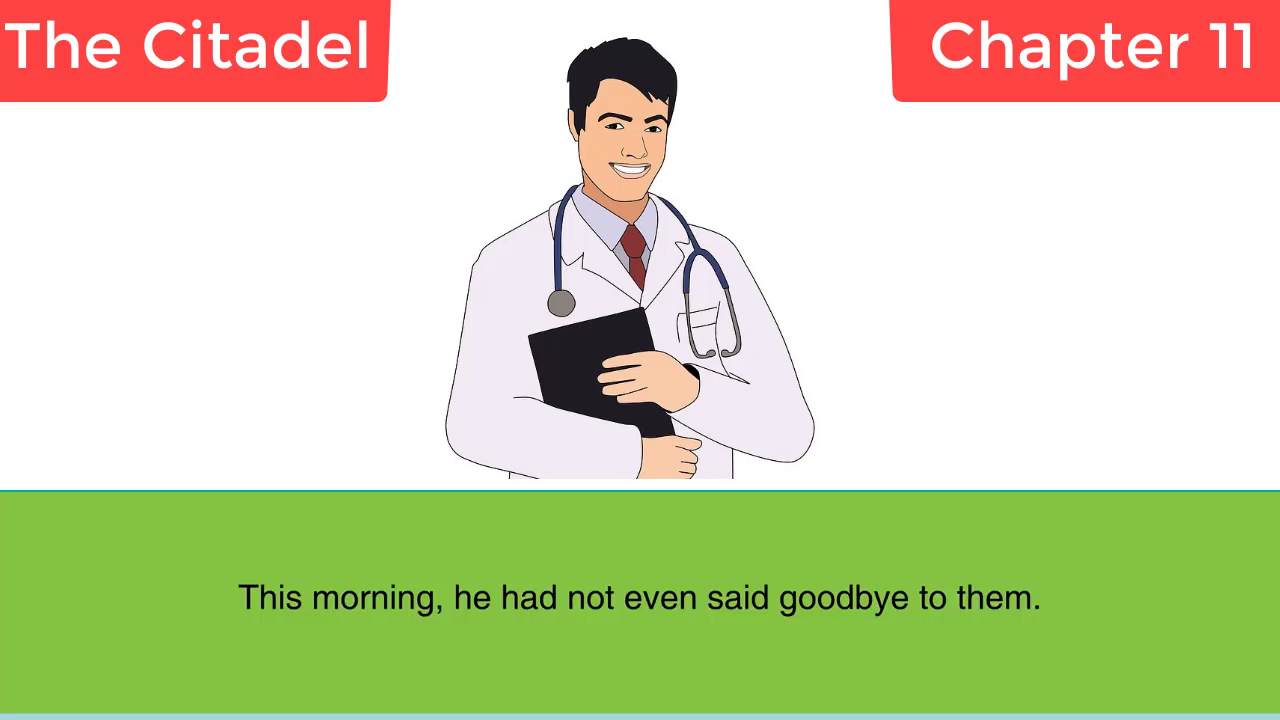 The Citadel
Chapter 11
This morning, he had not even said goodbye to them.